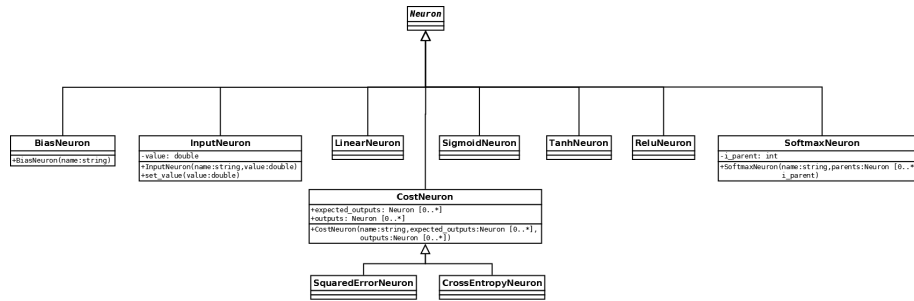 Neuron
BiasNeuron
+BiasNeuron(name:string)
InputNeuron
-value: double
+InputNeuron(name:string,value:double)
+set_value(value:double)
LinearNeuron
SigmoidNeuron
TanhNeuron
ReluNeuron
SoftmaxNeuron
-i_parent: int
+SoftmaxNeuron(name:string,parents:Neuron [0..*
i_parent)
CostNeuron
+expected_outputs: Neuron [0..*]
+outputs: Neuron [0..*]
+CostNeuron(name:string,expected_outputs:Neuron [0..*],
outputs:Neuron [0..*])
SquaredErrorNeuron
CrossEntropyNeuron